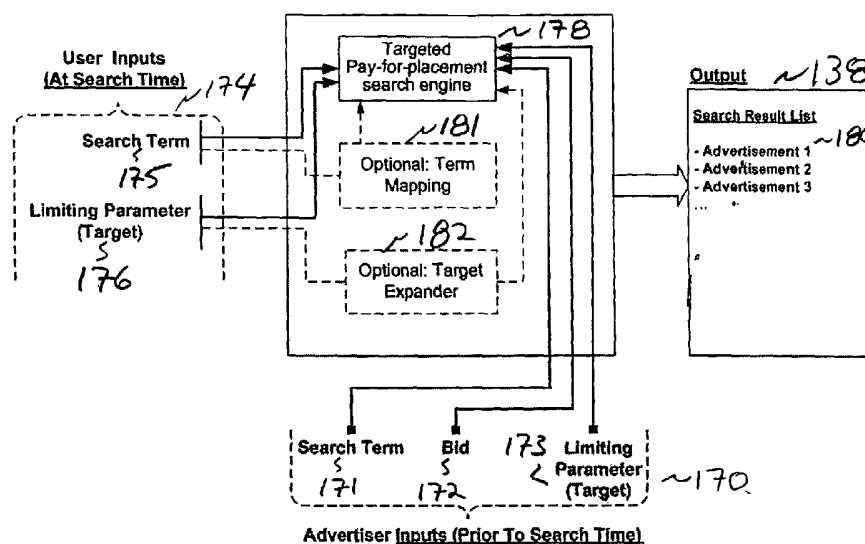 User Inputs
(At Search Time)
~174
Search Term
175
Limiting Parameter
(Target)
176
~178
Targeted
Pay-for-placement
search engine
~181
Optional: Term
Mapping
~182
Optional: Target
Expander
Output ~138
Search Result List
- Advertisement 1
- Advertisement 2
- Advertisement 3
...
Search Term
171
Bid
172
173
Limiting
Parameter
(Target)
~170
Advertiser Inputs (Prior To Search Time)